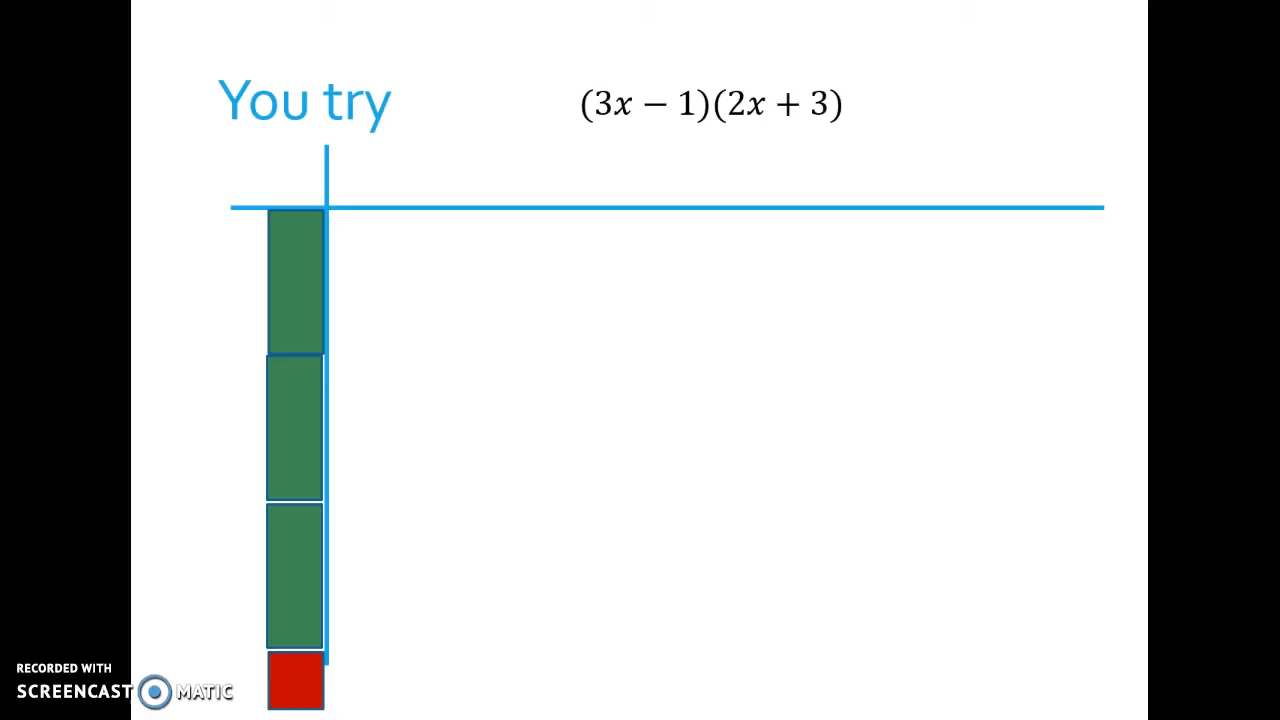 You try
(3x − 1)(2x + 3)
RECORDED WITH
SCREENCAST MATIC